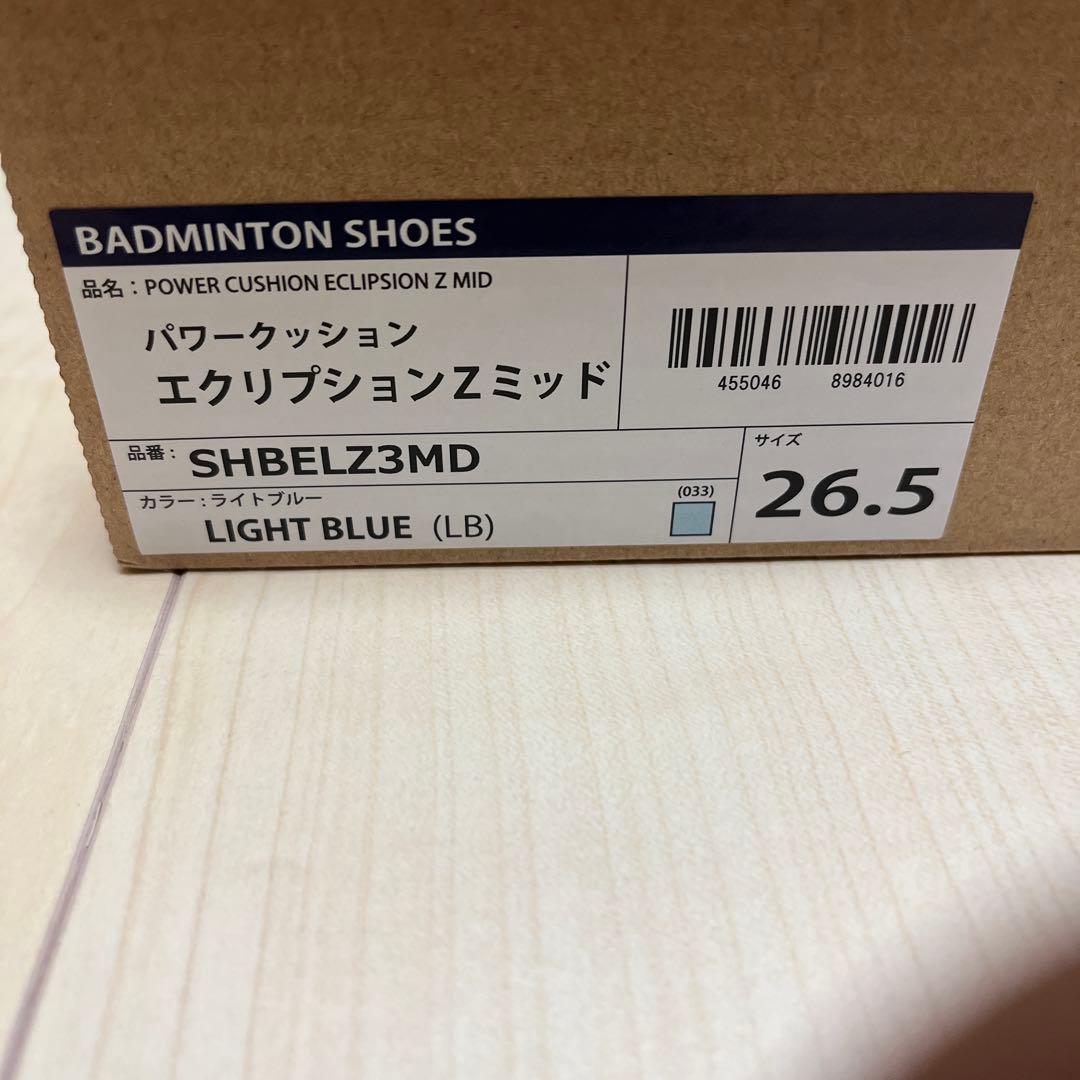 BADMINTON SHOES
品名：POWER CUSHION ECLIPSION Z MID
パワークッション
エクリプションZミッド
455046 8984016
品番：SHBELZ3MD
カラー：ライトブルー
LIGHT BLUE (LB)
(033)
サイズ
26.5